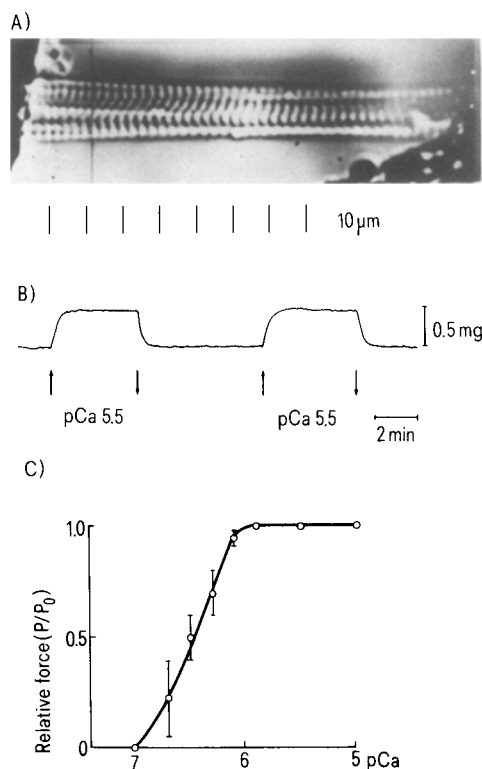 A)
10 µm
B)
0.5 mg
pCa 5.5 pCa 5.5
2 min
C)
Relative force (P/P₀)
1.0
0.5
0
7 6 5 pCa